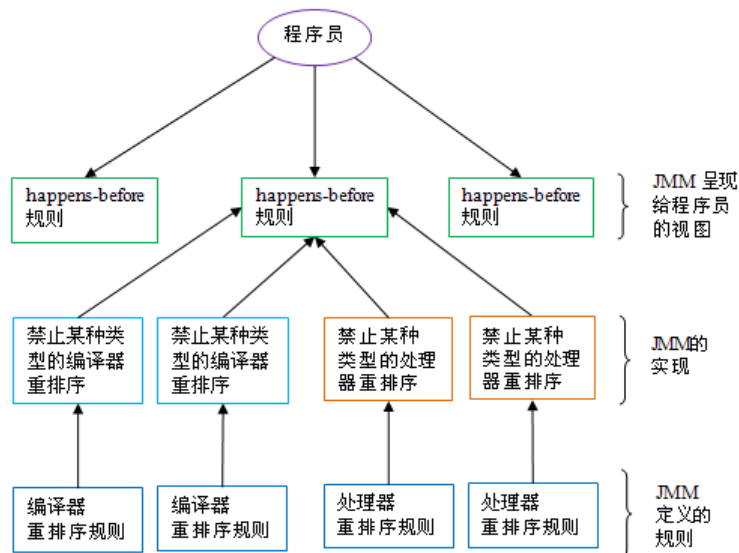 程序员
happens-before
规则
happens-before
规则
happens-before
规则
JMM 呈现
给程序员
的视图
禁止某种类
型的编译器
重排序
禁止某种类
型的编译器
重排序
禁止某种
类型的处理
器重排序
禁止某种
类型的处理
器重排序
JMM的
实现
编译器
重排序规则
编译器
重排序规则
处理器
重排序规则
处理器
重排序规则
JMM
定义的
规则